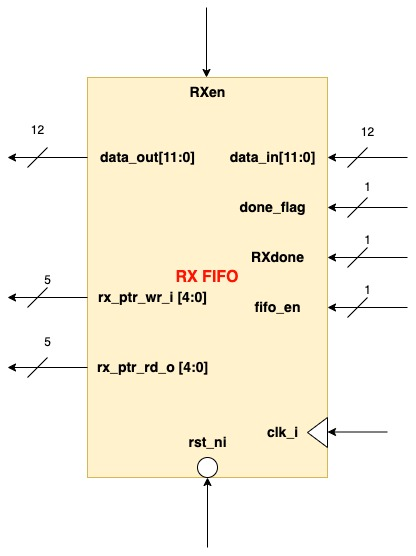 RXen
12
12
data_out[11:0]
data_in[11:0]
1
done_flag
1
RXdone
RX FIFO
5
1
rx_ptr_wr_i [4:0]
fifo_en
5
rx_ptr_rd_o [4:0]
clk_i
rst_ni